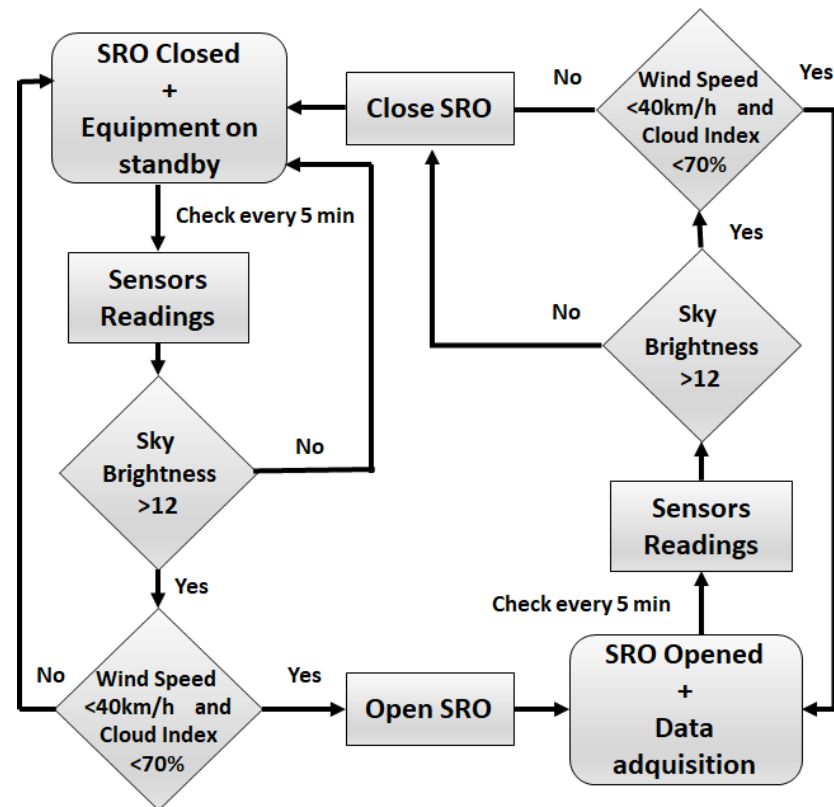 SRO Closed
+
Equipment on
standby
Check every 5 min
Sensors
Readings
Sky
Brightness
>12
No
Yes
Wind Speed
<40km/h and
Cloud Index
<70%
No
Yes
Open SRO
SRO Opened
+
Data
adquisition
Check every 5 min
Sensors
Readings
Sky
Brightness
>12
No
Yes
Wind Speed
<40km/h and
Cloud Index
<70%
No
Yes
Close SRO